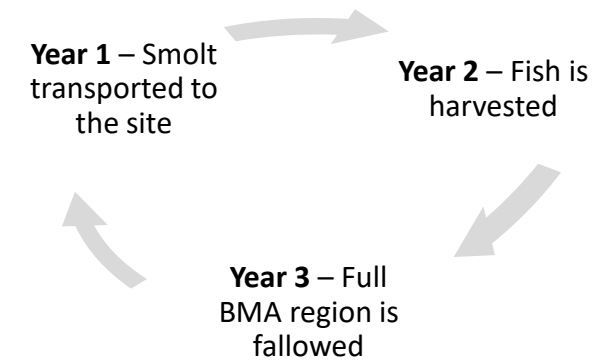 Year 1 – Smolt
transported to
the site
Year 2 – Fish is
harvested
Year 3 – Full
BMA region is
fallowed